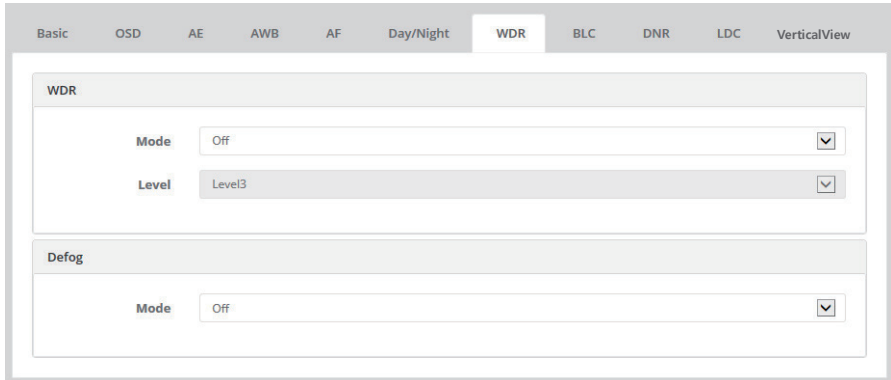 Basic OSD AE AWB AF Day/Night WDR BLC DNR LDC VerticalView
WDR
Mode Off
Level Level3
Defog
Mode Off